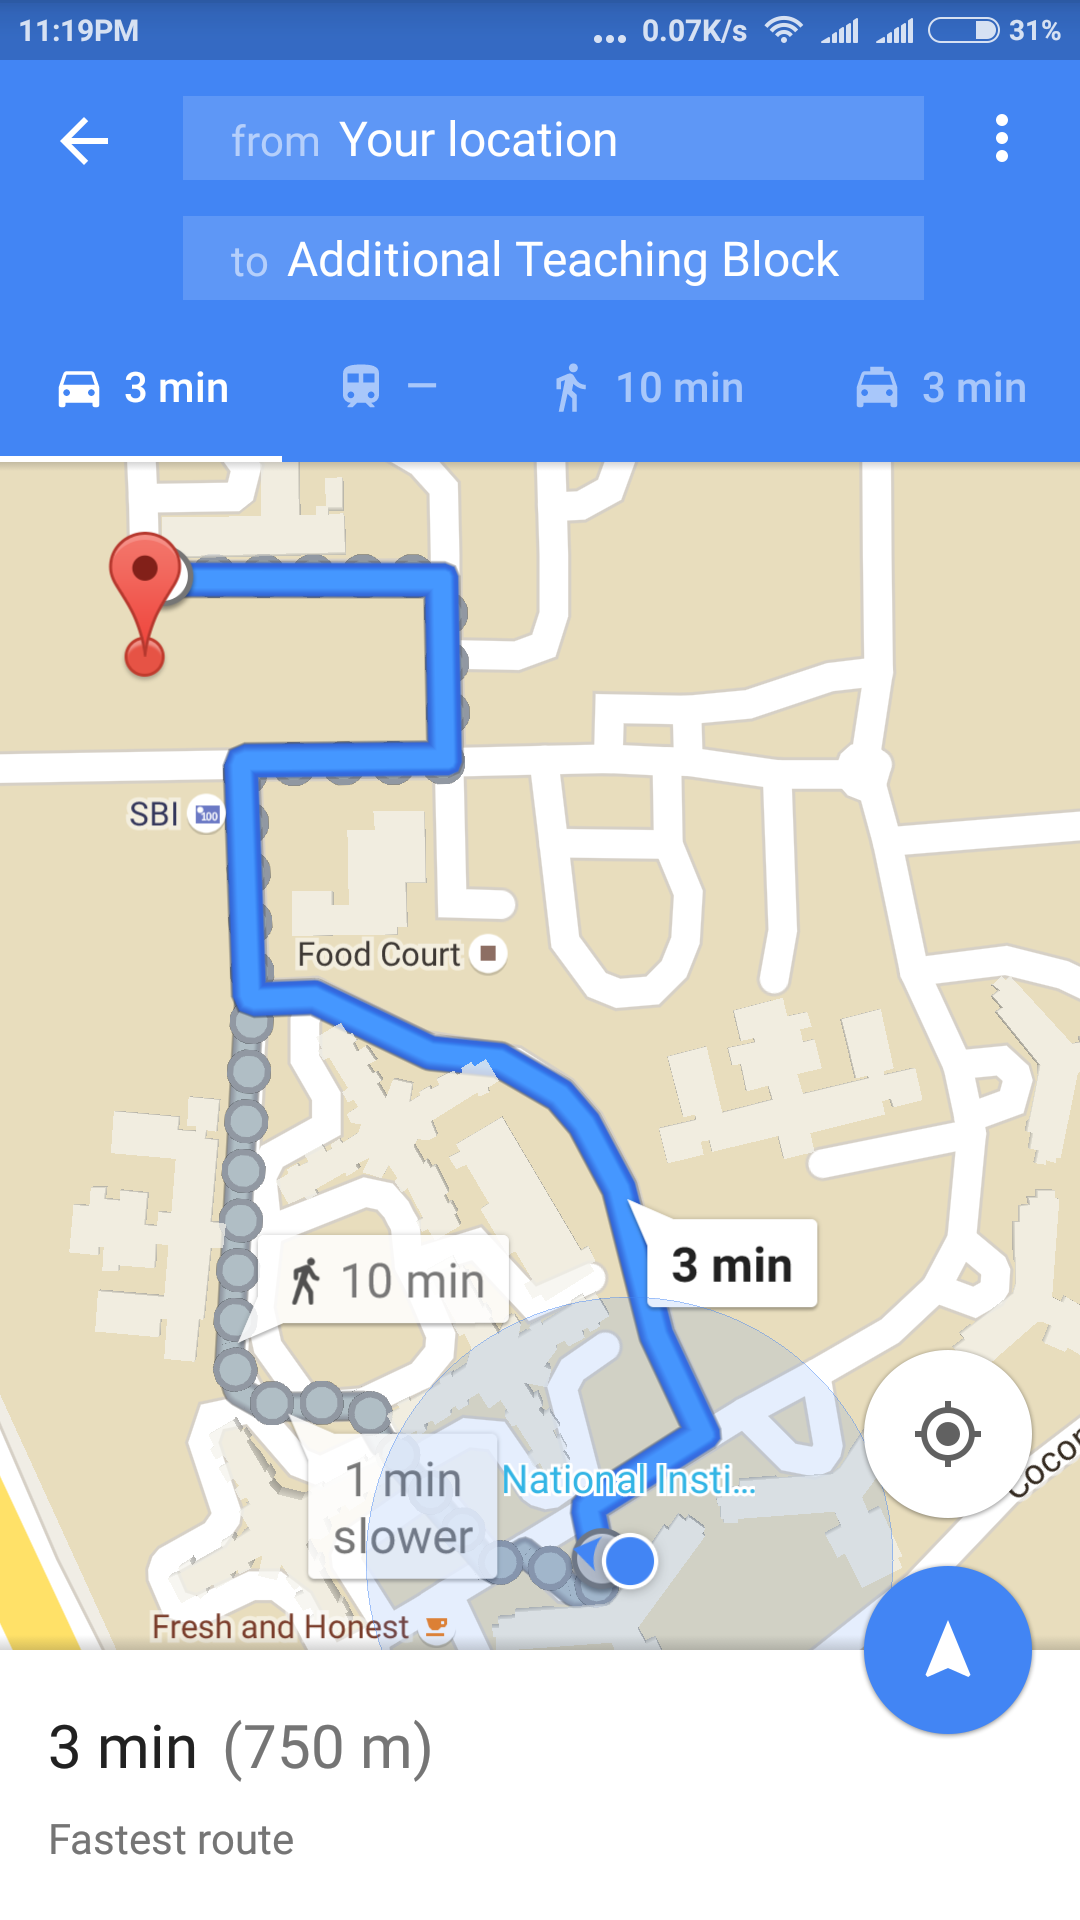 11:19PM ... 0.07K/s 31%
from Your location
to Additional Teaching Block
3 min — 10 min 3 min
SBI
100
Food Court
3 min
10 min
1 min
slower
National Insti...
Cocor
Fresh and Honest
3 min (750 m)
Fastest route